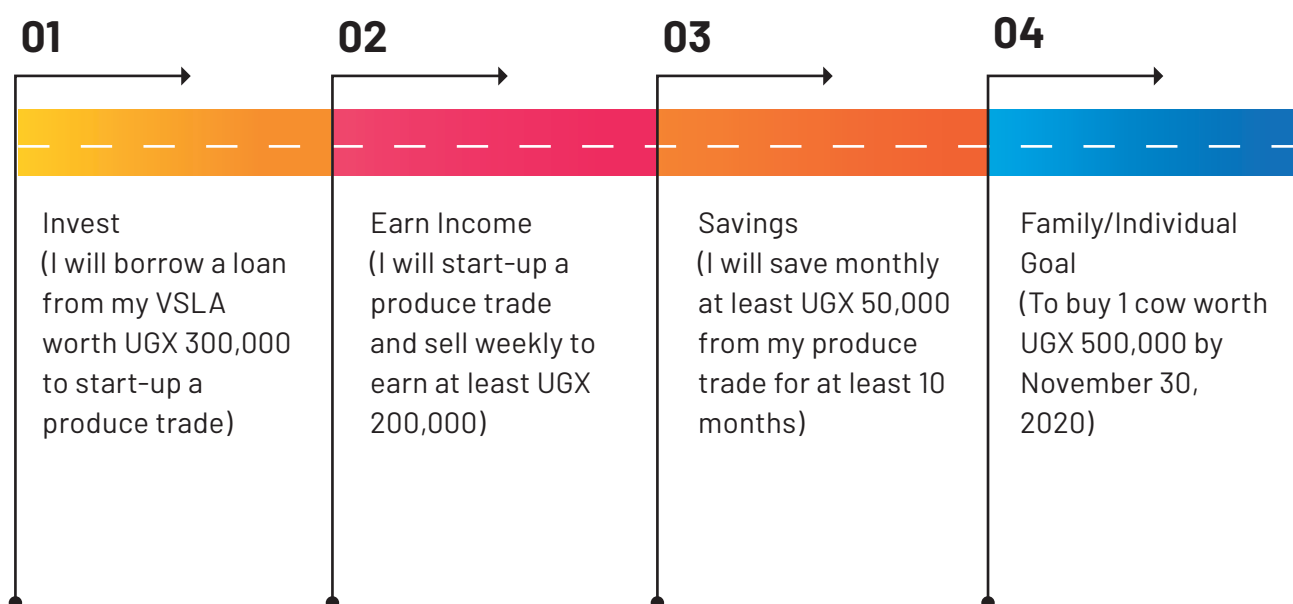 01
Invest
(I will borrow a loan
from my VSLA
worth UGX 300,000
to start-up a
produce trade)
02
Earn Income
(I will start-up a
produce trade
and sell weekly to
earn at least UGX
200,000)
03
Savings
(I will save monthly
at least UGX 50,000
from my produce
trade for at least 10
months)
04
Family/Individual
Goal
(To buy 1 cow worth
UGX 500,000 by
November 30,
2020)